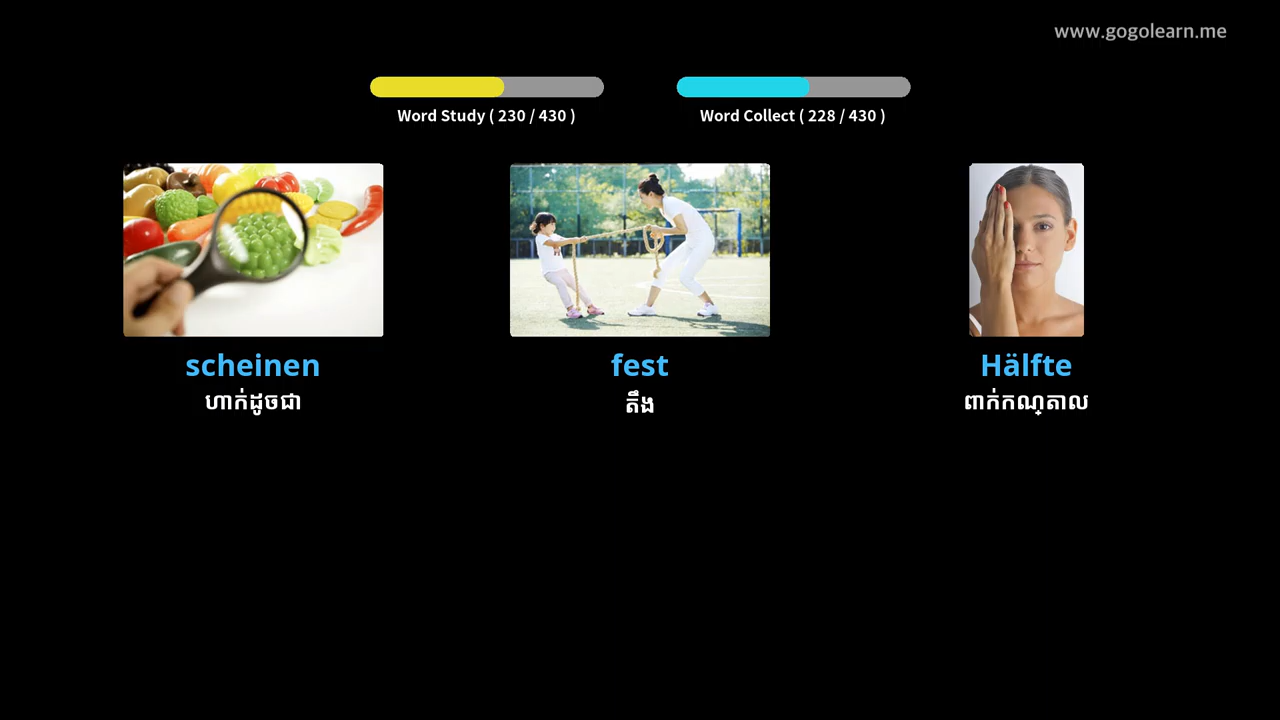 www.gogolearn.me
Word Study ( 230 / 430 )
Word Collect ( 228 / 430 )
scheinen
ហាក់ដូចជា
fest
តឹង
Hälfte
ពាក់កណ្តាល